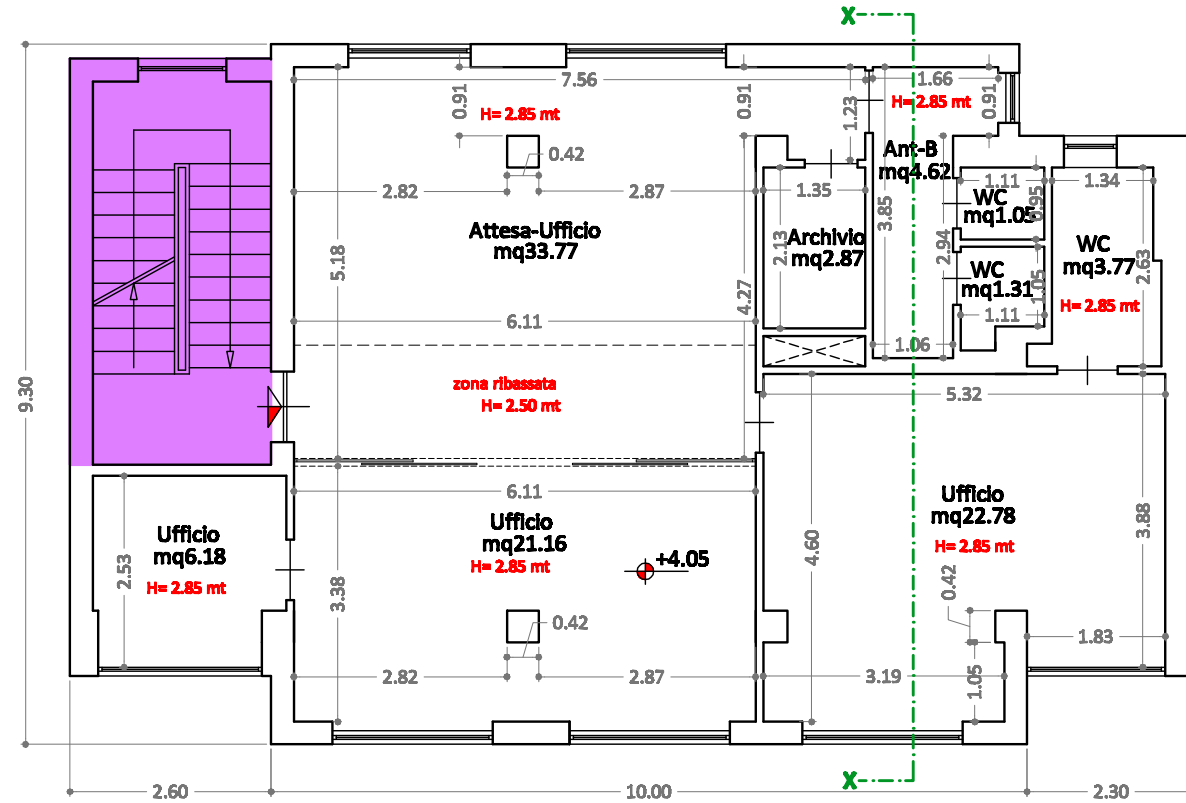 X
7.56
1.66
0.91
H= 2.85 mt
0.91
1.23
H= 2.85 mt
0.91
0.42
Ant-B
mq4.62
2.82
2.87
1.35
1.11
0.95
1.34
WC
mq1.05
3.85
Attesa-Ufficio
mq33.77
Archivio
mq2.87
2.13
2.94
WC
mq3.77
2.63
5.18
WC
mq1.31
1.05
4.27
H= 2.85 mt
6.11
1.11
1.06
zona ribassata
H= 2.50 mt
9.30
5.32
6.11
Ufficio
mq21.16
H= 2.85 mt
Ufficio
mq22.78
H= 2.85 mt
3.88
Ufficio
mq6.18
H= 2.85 mt
2.53
4.60
+4.05
0.42
3.38
0.42
1.83
2.82
2.87
3.19
1.05
X
2.60
10.00
2.30